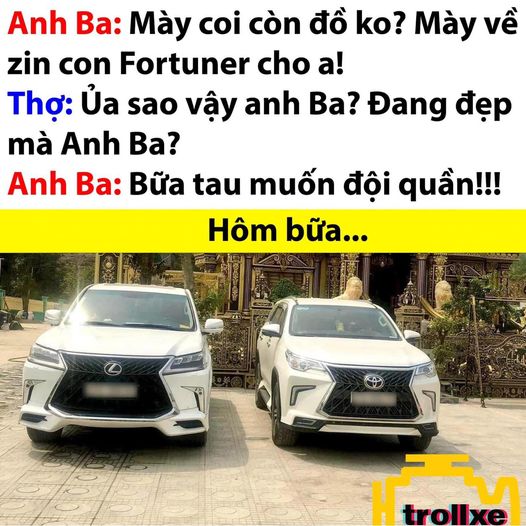 Anh Ba: Mày coi còn đồ ko? Mày về
zin con Fortuner cho a!
Thợ: Ủa sao vậy anh Ba? Đang đẹp
mà Anh Ba?
Anh Ba: Bữa tau muốn đội quần!!!
Hôm bữa...
trollxe